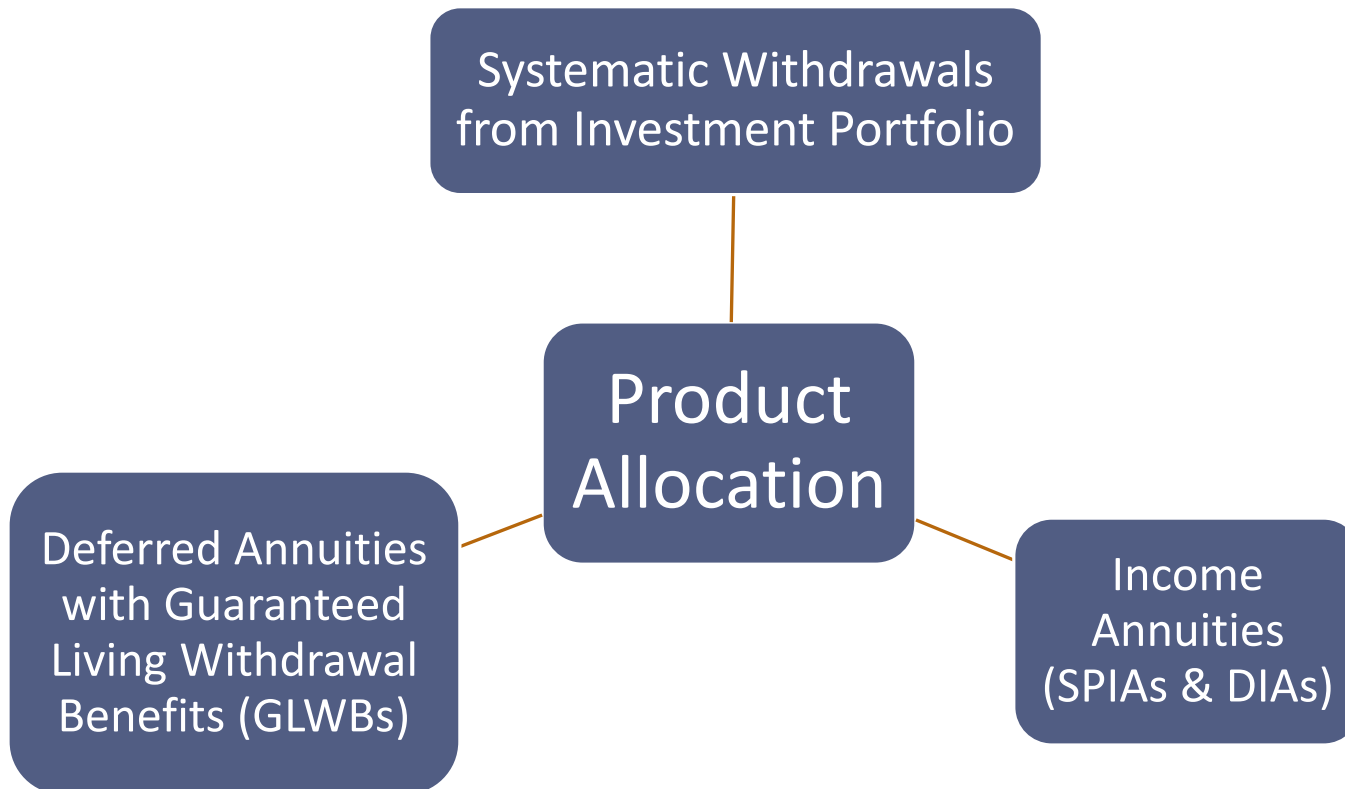 Systematic Withdrawals
from Investment Portfolio
Product
Allocation
Deferred Annuities
with Guaranteed
Living Withdrawal
Benefits (GLWBs)
Income
Annuities
(SPIAs & DIAs)